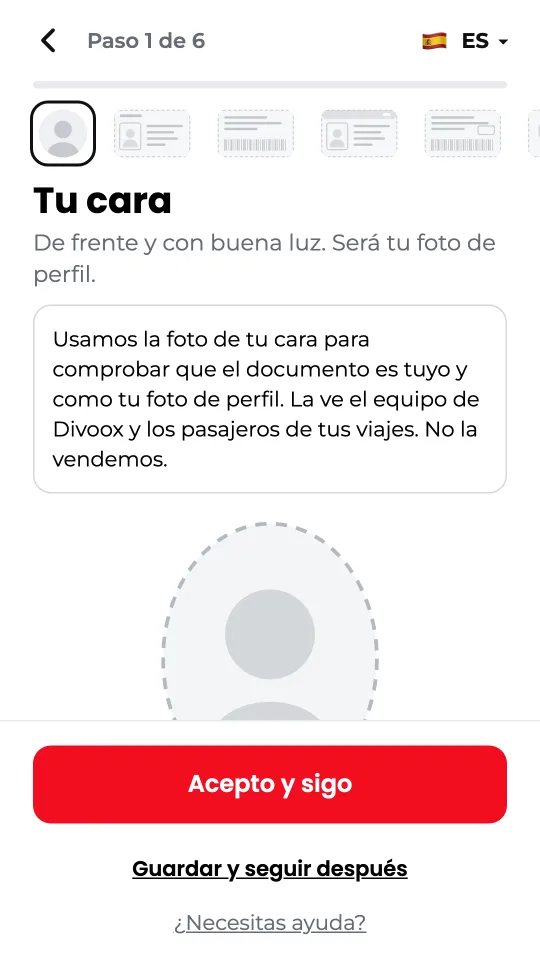 Paso 1 de 6
ES
Tu cara
De frente y con buena luz. Será tu foto de
perfil.
Usamos la foto de tu cara para
comprobar que el documento es tuyo y
como tu foto de perfil. La ve el equipo de
Divoox y los pasajeros de tus viajes. No la
vendemos.
Acepto y sigo
Guardar y seguir después
¿Necesitas ayuda?